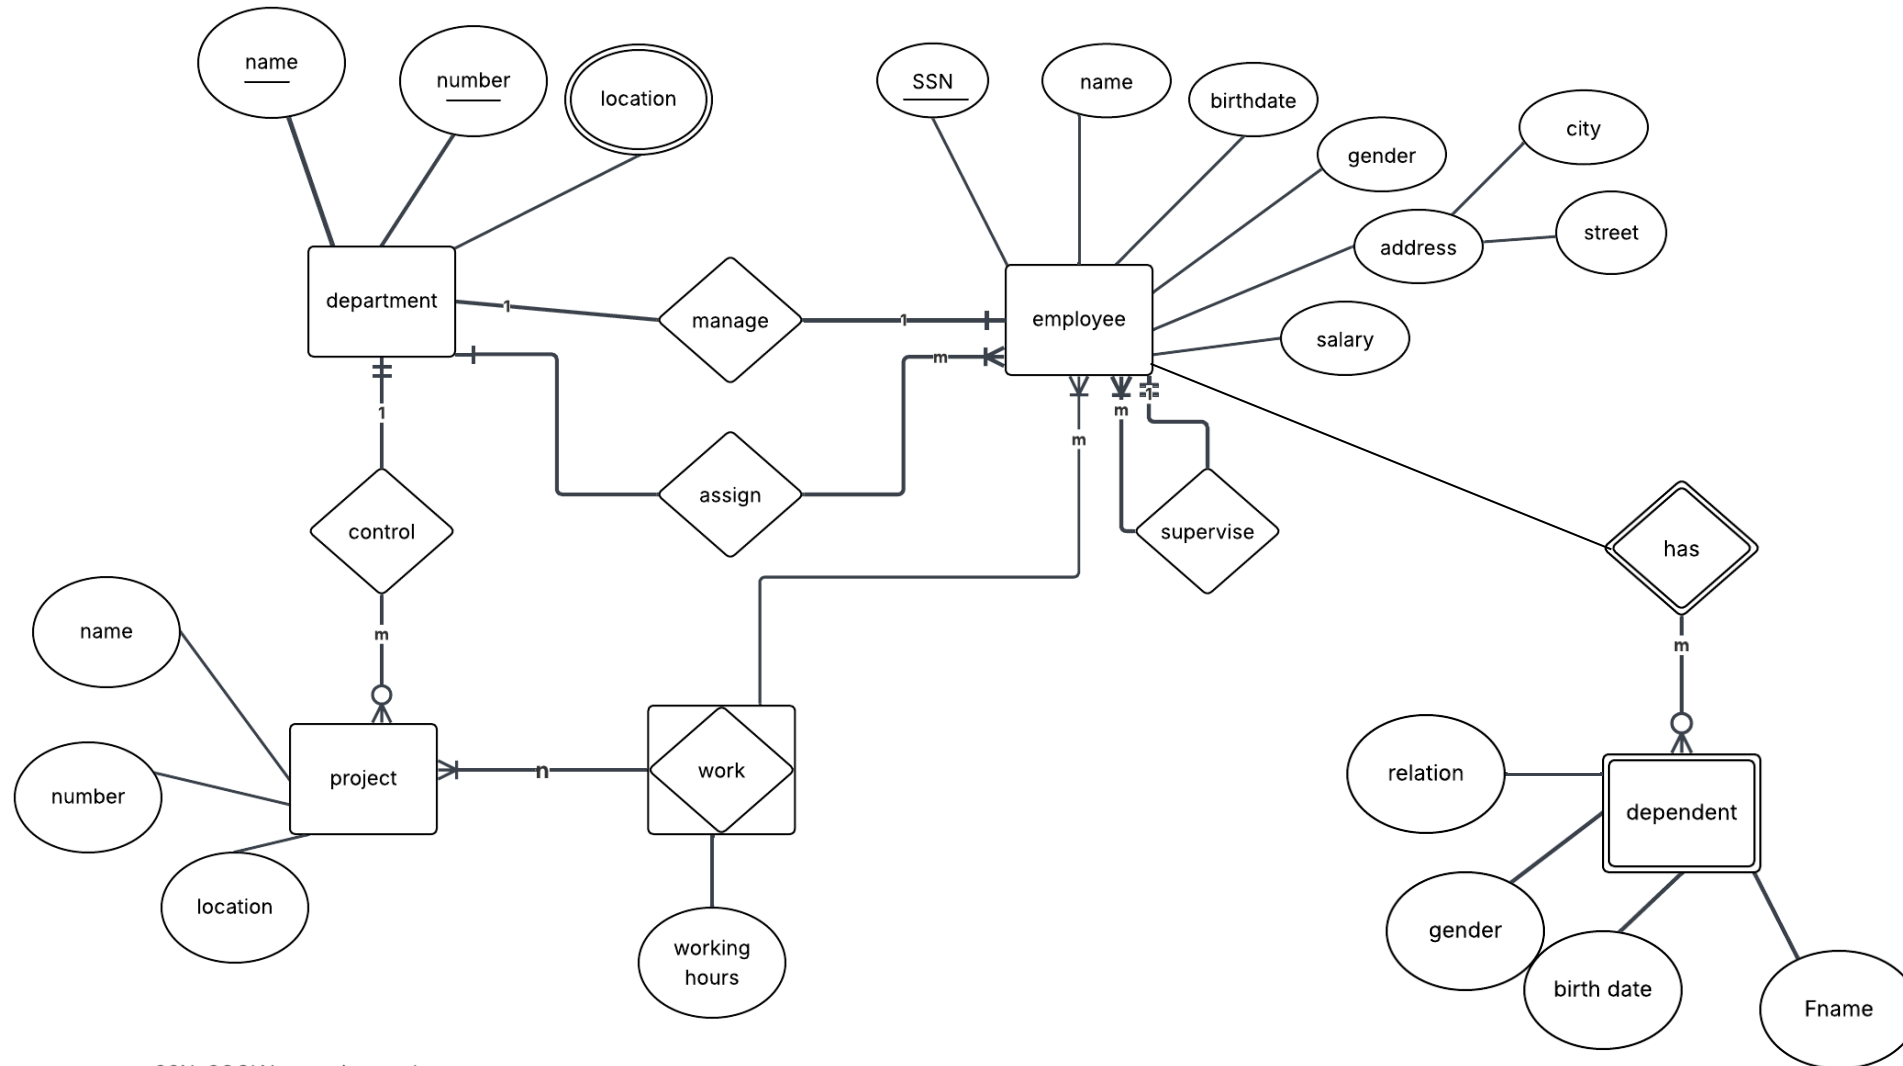 name
number
location
SSN
name
birthdate
gender
city
address
street
department
1
manage
1
employee
salary
m
1
1
m
m
assign
control
supervise
has
name
m
m
number
project
n
work
relation
dependent
location
working
hours
gender
birth date
Fname